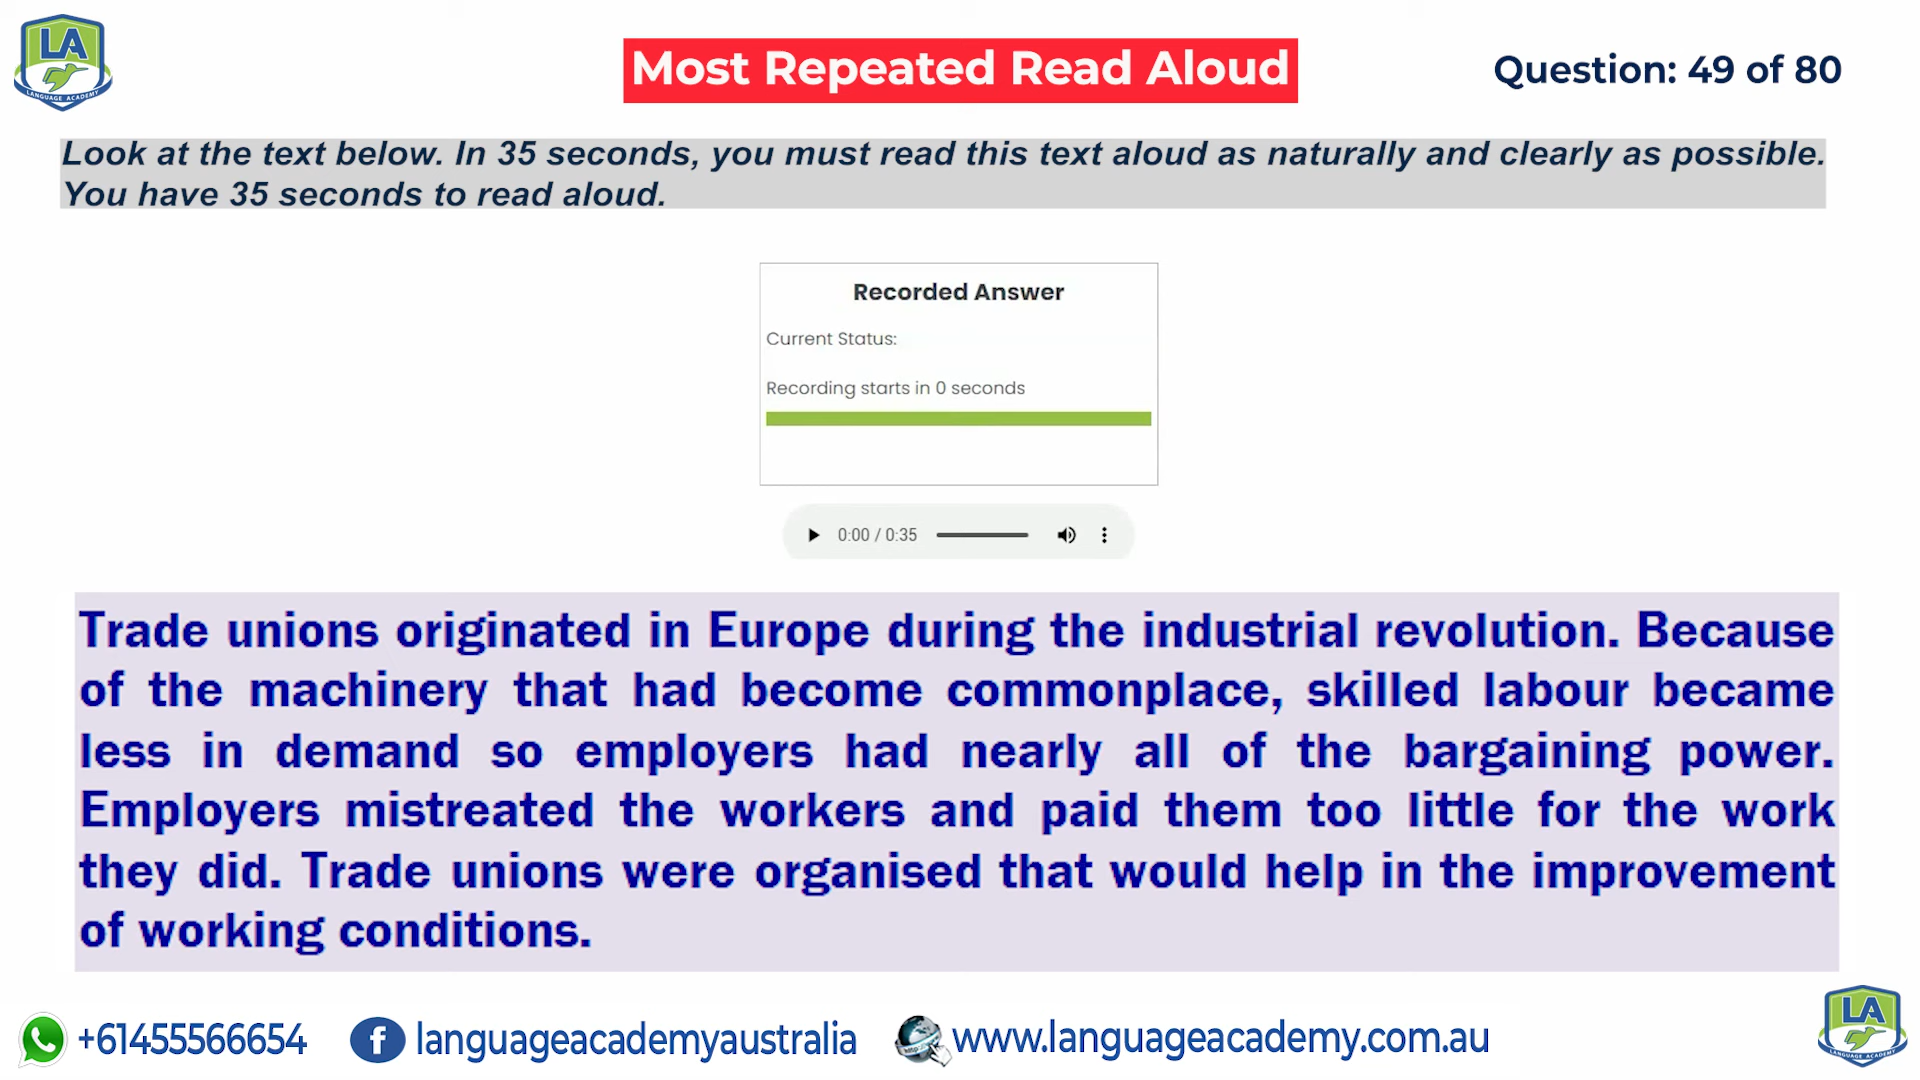 LA
LANGUAGE ACADEMY
Most Repeated Read Aloud
Question: 49 of 80
Look at the text below. In 35 seconds, you must read this text aloud as naturally and clearly as possible.
You have 35 seconds to read aloud.
Recorded Answer
Current Status:
Recording starts in 0 seconds
0:00 / 0:35
Trade unions originated in Europe during the industrial revolution. Because
of the machinery that had become commonplace, skilled labour became
less in demand so employers had nearly all of the bargaining power.
Employers mistreated the workers and paid them too little for the work
they did. Trade unions were organised that would help in the improvement
of working conditions.
+61455566654
languageacademyaustralia
www.languageacademy.com.au
LA
LANGUAGE ACADEMY